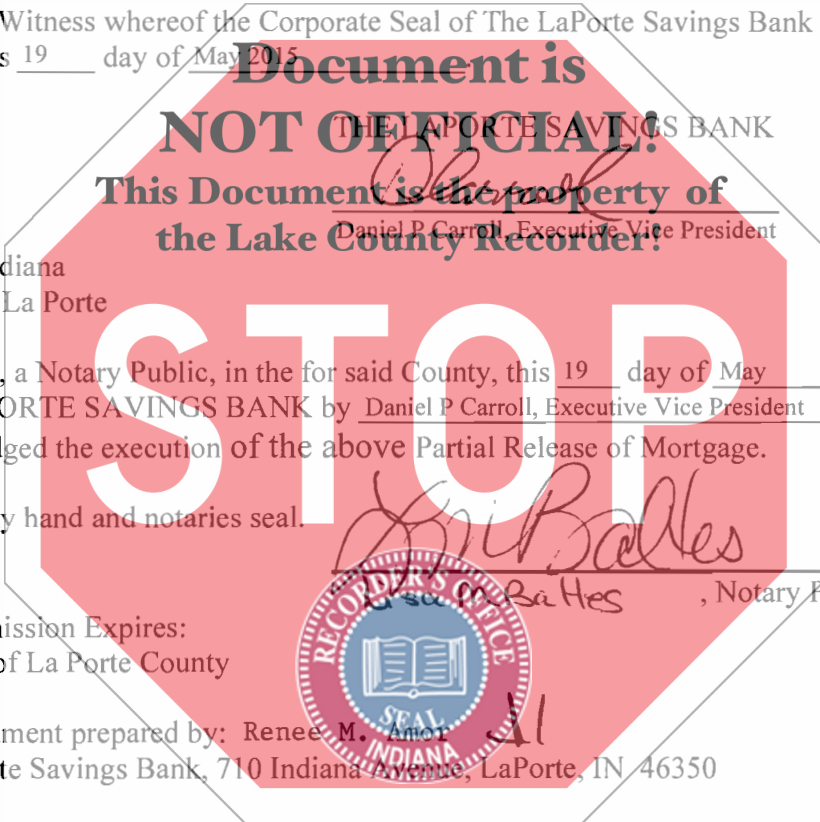 Witness whereof the Corporate Seal of The LaPorte Savings Bank
s 19 day of May 2015
Document is
NOT OFFICIAL!
THE LAPORTE SAVINGS BANK
This Document is the property of
the Lake County Recorder!
Daniel P Carroll, Executive Vice President
diana
La Porte
STOP
, a Notary Public, in the for said County, this 19 day of May
ORTE SAVINGS BANK by Daniel P Carroll, Executive Vice President
ged the execution of the above Partial Release of Mortgage.
y hand and notaries seal.
Lisa M. Battes , Notary P
RECORDER'S OFFICE
SEAL
INDIANA
ission Expires:
of La Porte County
ment prepared by: Renee M. Amor
te Savings Bank, 710 Indiana Avenue, LaPorte, IN 46350